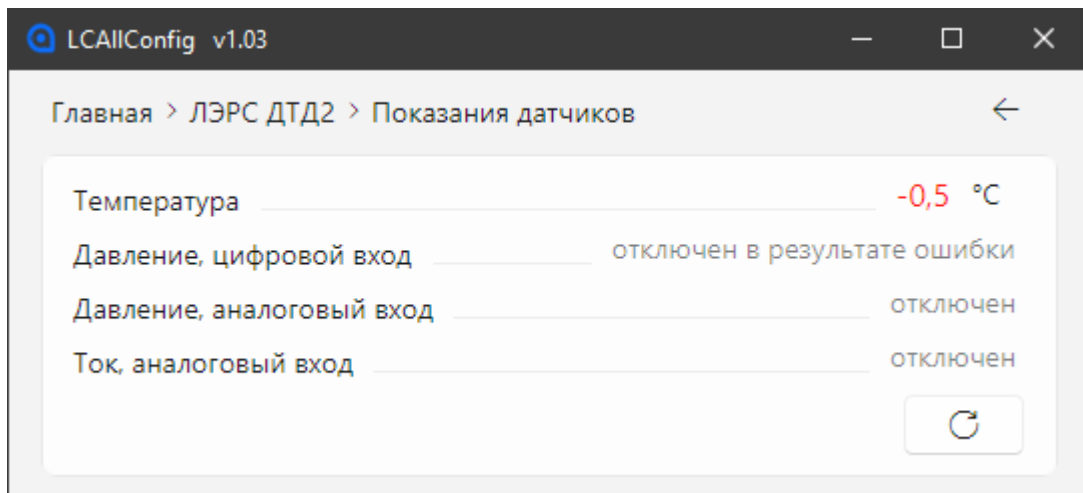 LCAllConfig v1.03
Главная > ЛЭРС ДТД2 > Показания датчиков
Температура -0,5 °C
Давление, цифровой вход отключен в результате ошибки
Давление, аналоговый вход отключен
Ток, аналоговый вход отключен